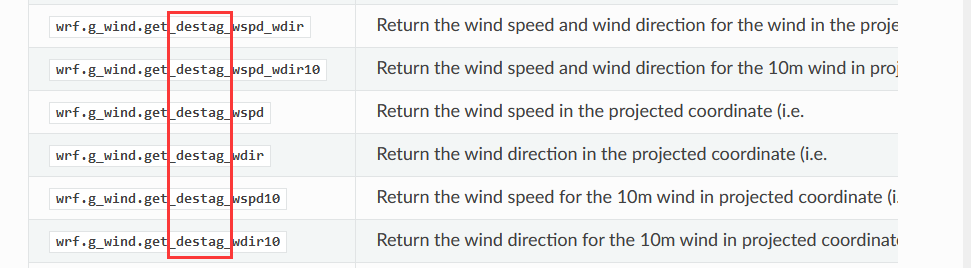 wrf.g_wind.get_destag_wspd_wdir Return the wind speed and wind direction for the wind in the proje
wrf.g_wind.get_destag_wspd_wdir10 Return the wind speed and wind direction for the 10m wind in proj
wrf.g_wind.get_destag_wspd Return the wind speed in the projected coordinate (i.e.
wrf.g_wind.get_destag_wdir Return the wind direction in the projected coordinate (i.e.
wrf.g_wind.get_destag_wspd10 Return the wind speed for the 10m wind in projected coordinate (i.
wrf.g_wind.get_destag_wdir10 Return the wind direction for the 10m wind in projected coordinat